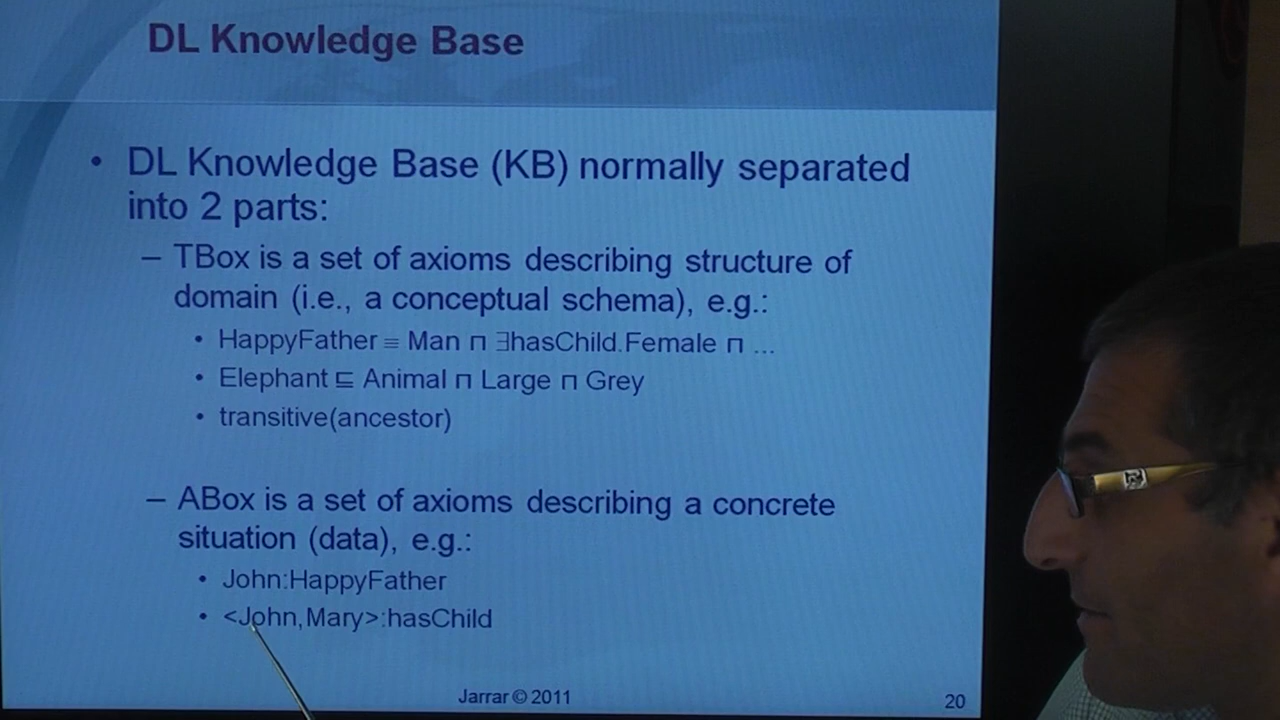 DL Knowledge Base
• DL Knowledge Base (KB) normally separated
into 2 parts:
– TBox is a set of axioms describing structure of
domain (i.e., a conceptual schema), e.g.:
• HappyFather ≡ Man ⊓ ∃hasChild.Female ⊓ ...
• Elephant ⊑ Animal ⊓ Large ⊓ Grey
• transitive(ancestor)
– ABox is a set of axioms describing a concrete
situation (data), e.g.:
• John:HappyFather
• <John,Mary>:hasChild
Jarrar © 2011
20